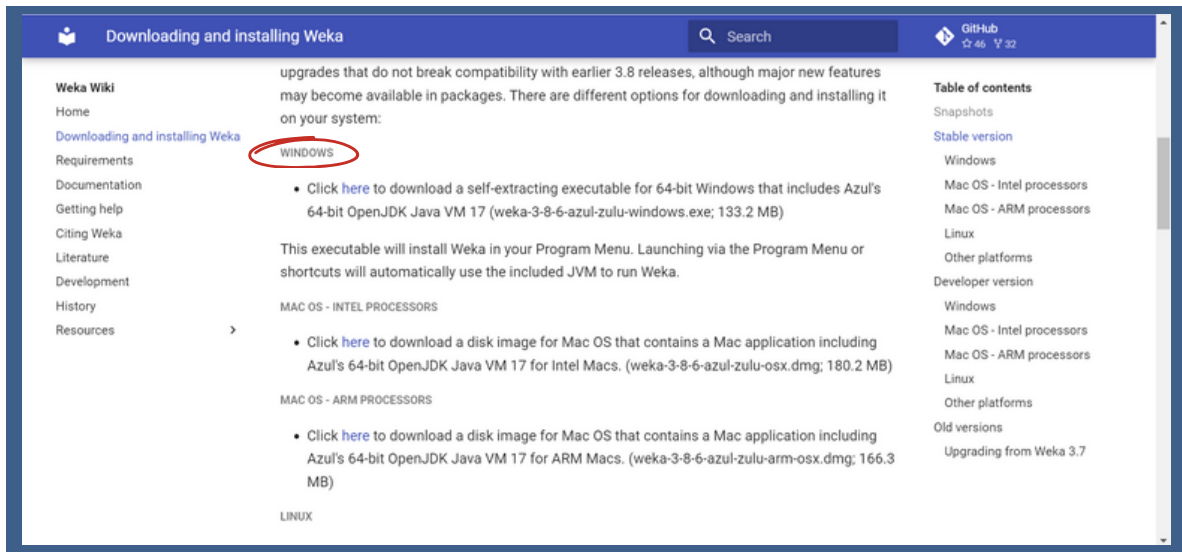 Downloading and installing Weka
Search
GitHub
46 32
Weka Wiki
Home
Downloading and installing Weka
Requirements
Documentation
Getting help
Citing Weka
Literature
Development
History
Resources
upgrades that do not break compatibility with earlier 3.8 releases, although major new features
may become available in packages. There are different options for downloading and installing it
on your system:
WINDOWS
• Click here to download a self-extracting executable for 64-bit Windows that includes Azul's
64-bit OpenJDK Java VM 17 (weka-3-8-6-azul-zulu-windows.exe; 133.2 MB)
This executable will install Weka in your Program Menu. Launching via the Program Menu or
shortcuts will automatically use the included JVM to run Weka.
MAC OS - INTEL PROCESSORS
• Click here to download a disk image for Mac OS that contains a Mac application including
Azul's 64-bit OpenJDK Java VM 17 for Intel Macs. (weka-3-8-6-azul-zulu-osx.dmg; 180.2 MB)
MAC OS - ARM PROCESSORS
• Click here to download a disk image for Mac OS that contains a Mac application including
Azul's 64-bit OpenJDK Java VM 17 for ARM Macs. (weka-3-8-6-azul-zulu-arm-osx.dmg; 166.3
MB)
LINUX
Table of contents
Snapshots
Stable version
Windows
Mac OS - Intel processors
Mac OS - ARM processors
Linux
Other platforms
Developer version
Windows
Mac OS - Intel processors
Mac OS - ARM processors
Linux
Other platforms
Old versions
Upgrading from Weka 3.7